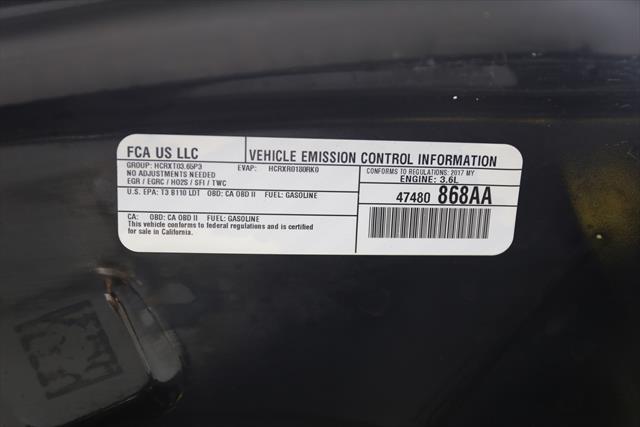 FCA US LLC
VEHICLE EMISSION CONTROL INFORMATION
GROUP: HCRXT03.65P3 EVAP: HCRXR0180RK0
NO ADJUSTMENTS NEEDED
EGR / EGRC / HO2S / SFI / TWC
CONFORMS TO REGULATIONS: 2017 MY
ENGINE: 3.6L
U.S. EPA: T3 B110 LDT OBD: CA OBD II FUEL: GASOLINE
47480 868AA
CA: OBD: CA OBD II FUEL: GASOLINE
This vehicle conforms to federal regulations and is certified
for sale in California.